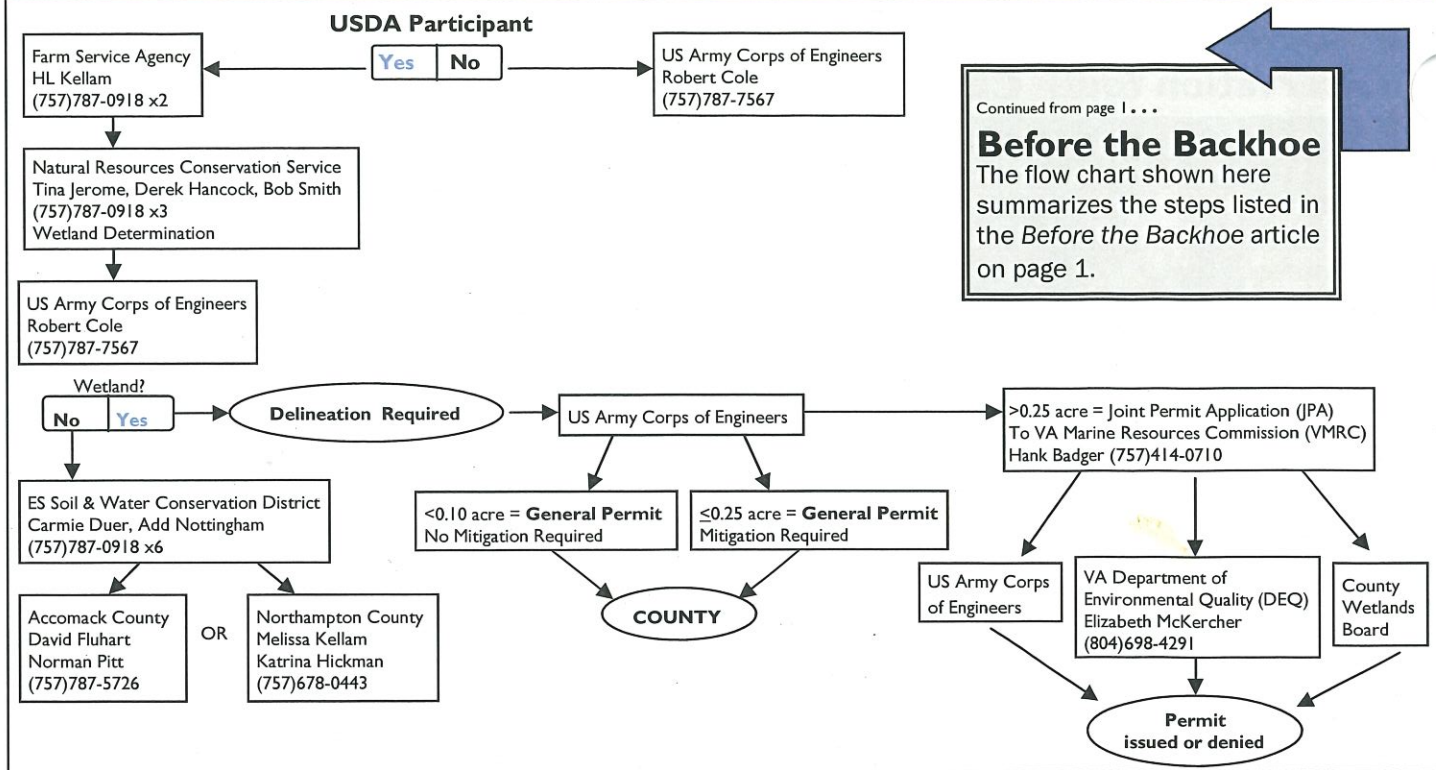 USDA Participant
Yes No
Farm Service Agency
HL Kellam
(757)787-0918 x2
US Army Corps of Engineers
Robert Cole
(757)787-7567
Continued from page 1...
Before the Backhoe
The flow chart shown here
summarizes the steps listed in
the Before the Backhoe article
on page 1.
Natural Resources Conservation Service
Tina Jerome, Derek Hancock, Bob Smith
(757)787-0918 x3
Wetland Determination
US Army Corps of Engineers
Robert Cole
(757)787-7567
Wetland?
No Yes
Delineation Required
US Army Corps of Engineers
>0.25 acre = Joint Permit Application (JPA)
To VA Marine Resources Commission (VMRC)
Hank Badger (757)414-0710
ES Soil & Water Conservation District
Carmie Duer, Add Nottingham
(757)787-0918 x6
<0.10 acre = General Permit
No Mitigation Required
≤0.25 acre = General Permit
Mitigation Required
COUNTY
Accomack County
David Fluhart
Norman Pitt
(757)787-5726
OR
Northampton County
Melissa Kellam
Katrina Hickman
(757)678-0443
US Army Corps
of Engineers
VA Department of
Environmental Quality (DEQ)
Elizabeth McKercher
(804)698-4291
County
Wetlands
Board
Permit
issued or denied